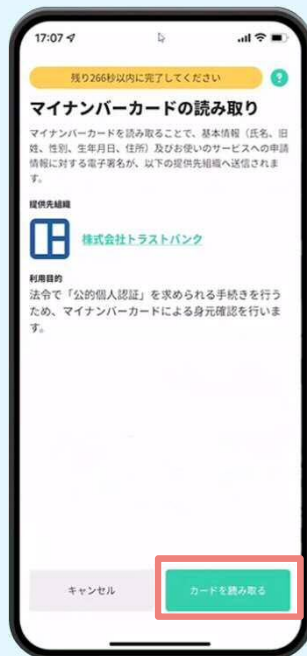 17:07
残り266秒以内に完了してください
?
マイナンバーカードの読み取り
マイナンバーカードを読み取ることで、基本情報（氏名、旧
姓、性別、生年月日、住所）及びお使いのサービスへの申請
情報に対する電子署名が、以下の提供先組織へ送信されま
す。
提供先組織
株式会社トラストバンク
利用目的
法令で「公的個人認証」を求められる手続きを行う
ため、マイナンバーカードによる身元確認を行いま
す。
キャンセル
カードを読み取る